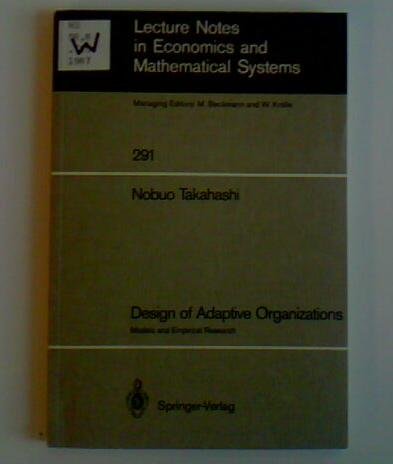 W
1987
Lecture Notes
in Economics and
Mathematical Systems
Managing Editors: M. Beckmann and W. Krelle
291
Nobuo Takahashi
Design of Adaptive Organizations
Models and Empirical Research
Springer-Verlag